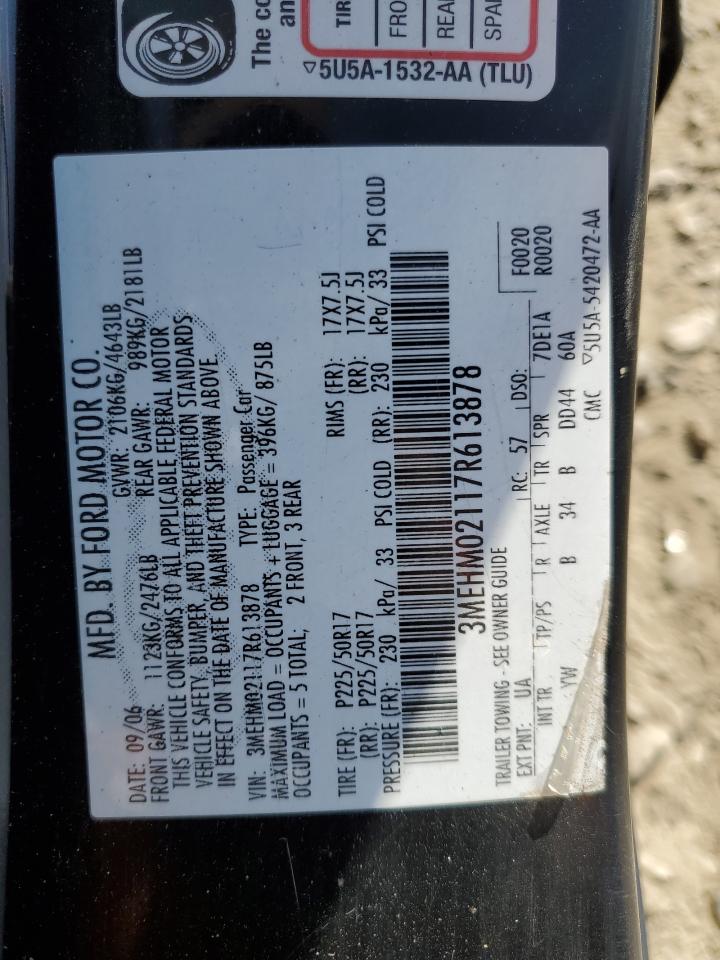 The co
an
TIR
FRO
REA
SPA
▽5U5A-1532-AA (TLU)
MFD. BY FORD MOTOR CO.
DATE: 09/06 GVWR: 2106KG/4643LB
FRONT GAWR: 1123KG/2476LB REAR GAWR: 989KG/2181LB
THIS VEHICLE CONFORMS TO ALL APPLICABLE FEDERAL MOTOR
VEHICLE SAFETY, BUMPER, AND THEFT PREVENTION STANDARDS
IN EFFECT ON THE DATE OF MANUFACTURE SHOWN ABOVE.
VIN: 3MEHM02117R613878 TYPE: Passenger Car
MAXIMUM LOAD = OCCUPANTS + LUGGAGE = 396KG/ 875LB
OCCUPANTS = 5 TOTAL; 2 FRONT, 3 REAR
TIRE (FR): P225/50R17 RIMS (FR): 17X7.5J
(RR): P225/50R17 (RR): 17X7.5J
PRESSURE (FR): 230 kPa/ 33 PSI COLD (RR): 230 kPa/ 33 PSI COLD
3MEHM02117R613878
TRAILER TOWING - SEE OWNER GUIDE F0020
EXT PNT: UA RC: 57 DSO: R0020
INT TR TP/PS R AXLE TR SPR 7DE1A
YW B 34 B DD44 60A
CMC ▽5U5A-5420472-AA